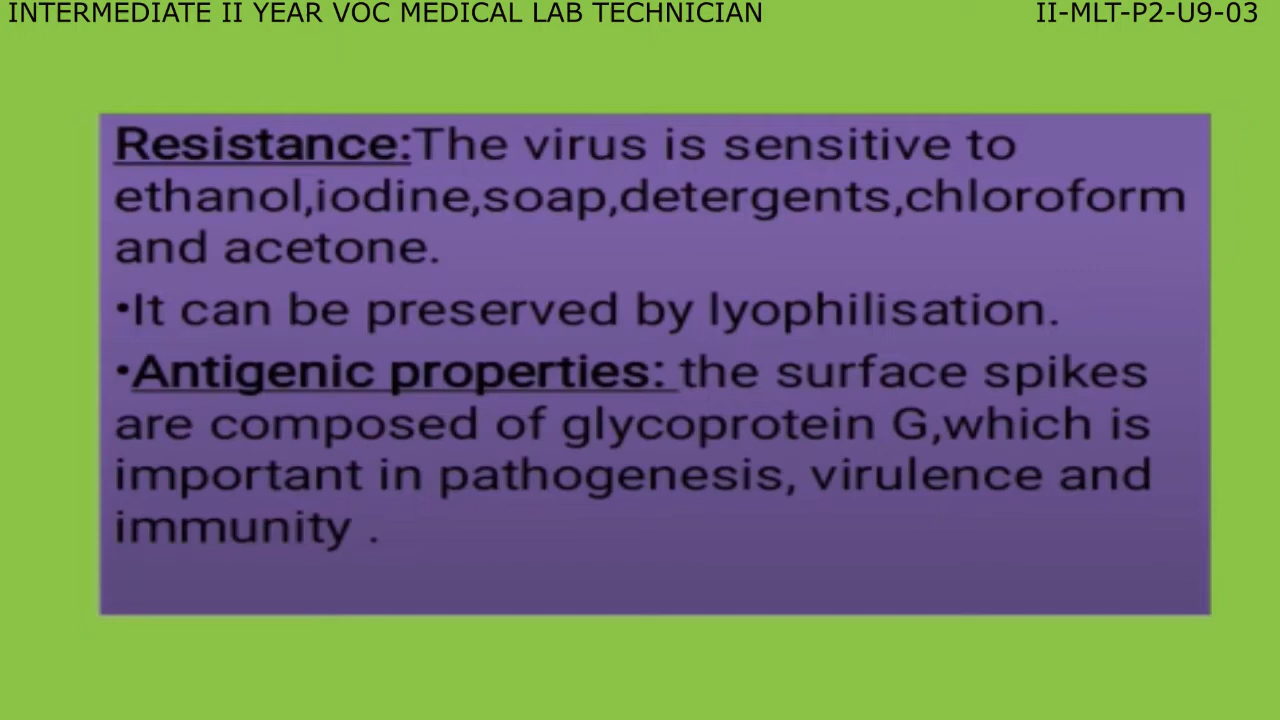 INTERMEDIATE II YEAR VOC MEDICAL LAB TECHNICIAN II-MLT-P2-U9-03
Resistance:The virus is sensitive to
ethanol,iodine,soap,detergents,chloroform
and acetone.
•It can be preserved by lyophilisation.
•Antigenic properties: the surface spikes
are composed of glycoprotein G,which is
important in pathogenesis, virulence and
immunity .